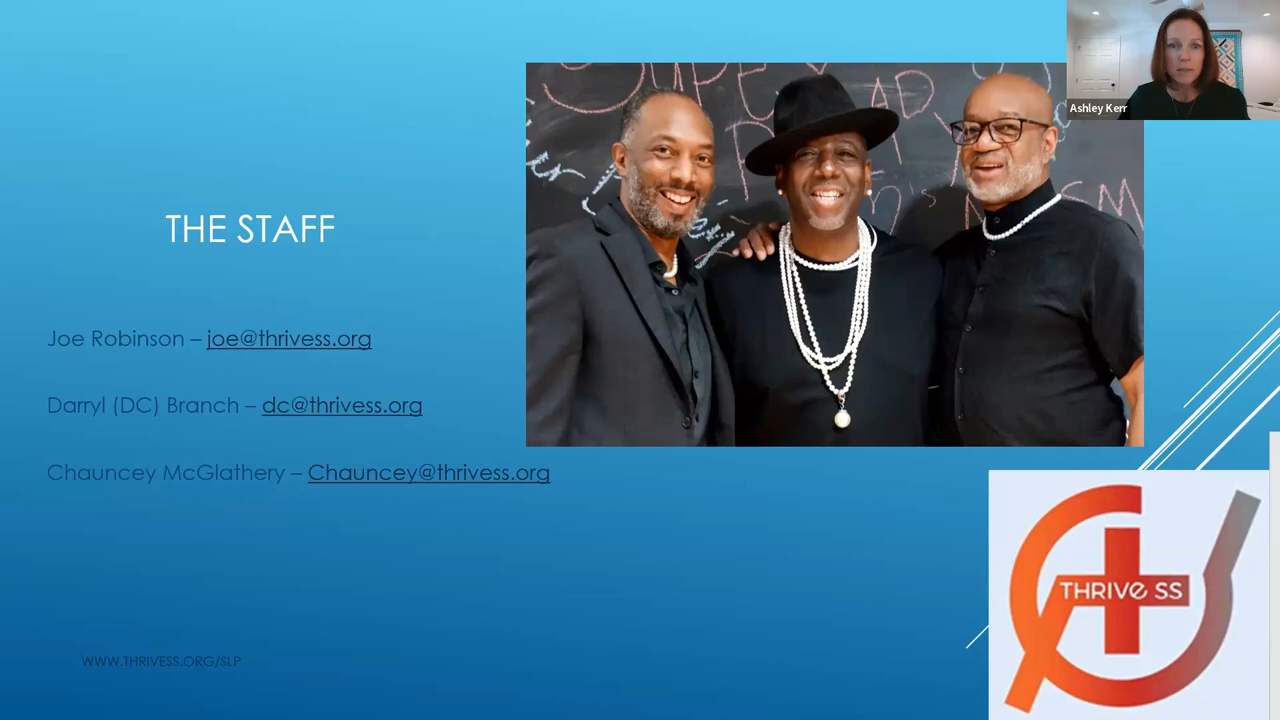 THE STAFF
Joe Robinson – joe@thrivess.org
Darryl (DC) Branch – dc@thrivess.org
Chauncey McGlathery – Chauncey@thrivess.org
WWW.THRIVESS.ORG/SLP
Ashley Kerr
THRIVE SS